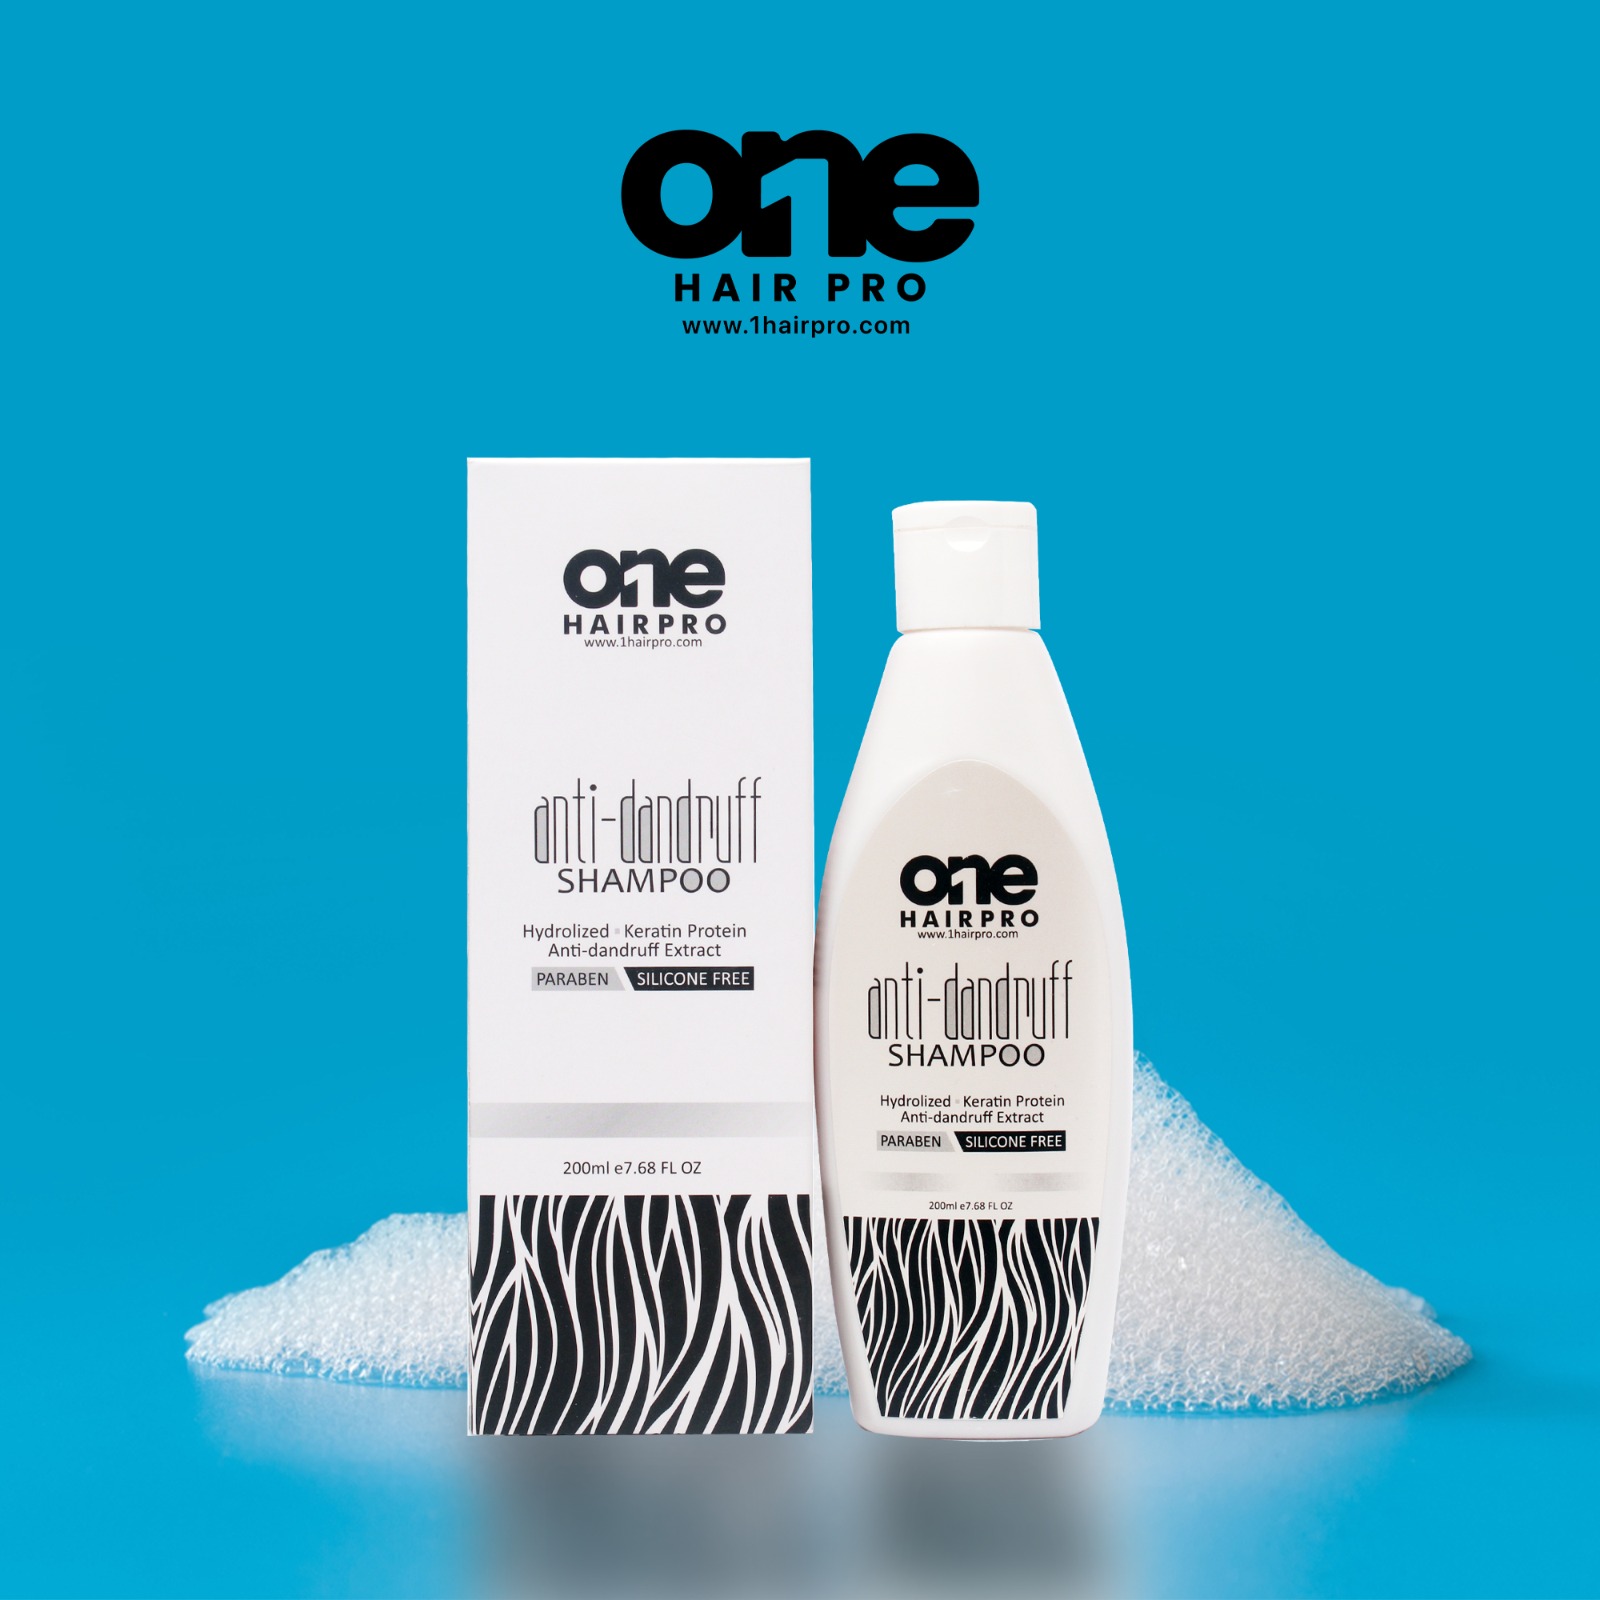 one
HAIR PRO
www.1hairpro.com
one
HAIRPRO
www.1hairpro.com
anti-dandruff
SHAMPOO
Hydrolized Keratin Protein
Anti-dandruff Extract
PARABEN SILICONE FREE
200ml e7.68 FL OZ
one
HAIRPRO
www.1hairpro.com
anti-dandruff
SHAMPOO
Hydrolized Keratin Protein
Anti-dandruff Extract
PARABEN SILICONE FREE
200ml e7.68 FL OZ